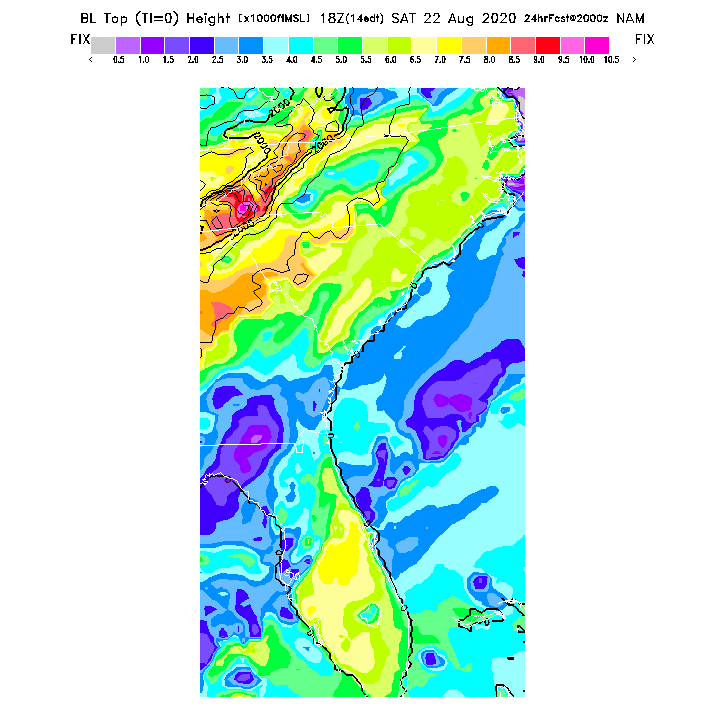 BL Top (TI=0) Height [x1000ftMSL] 18Z(14edt) SAT 22 Aug 2020 24hrFcst@2000z NAM
FIX FIX
< 0.5 1.0 1.5 2.0 2.5 3.0 3.5 4.0 4.5 5.0 5.5 6.0 6.5 7.0 7.5 8.0 8.5 9.0 9.5 10.0 10.5 >
2000
2000